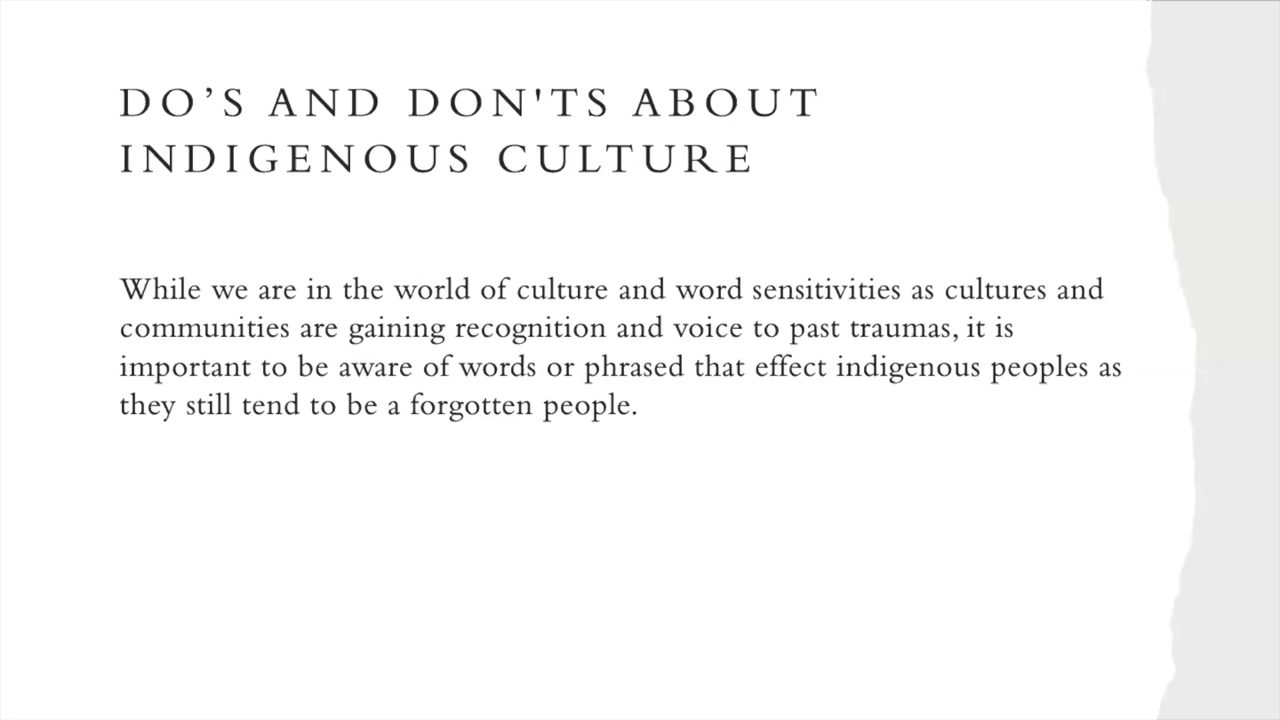 DO’S AND DON'TS ABOUT
INDIGENOUS CULTURE
While we are in the world of culture and word sensitivities as cultures and
communities are gaining recognition and voice to past traumas, it is
important to be aware of words or phrased that effect indigenous peoples as
they still tend to be a forgotten people.